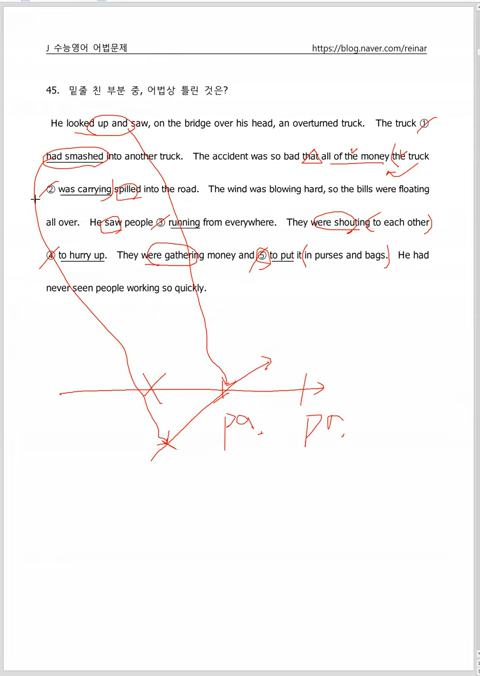 J 수능영어 어법문제 https://blog.naver.com/reinar
45. 밑줄 친 부분 중, 어법상 틀린 것은?
He looked up and saw, on the bridge over his head, an overturned truck. The truck ①
had smashed into another truck. The accident was so bad that all of the money the truck
② was carrying spilled into the road. The wind was blowing hard, so the bills were floating
all over. He saw people ③ running from everywhere. They were shouting to each other
④ to hurry up. They were gathering money and ⑤ to put it in purses and bags. He had
never seen people working so quickly.
pa. pr.